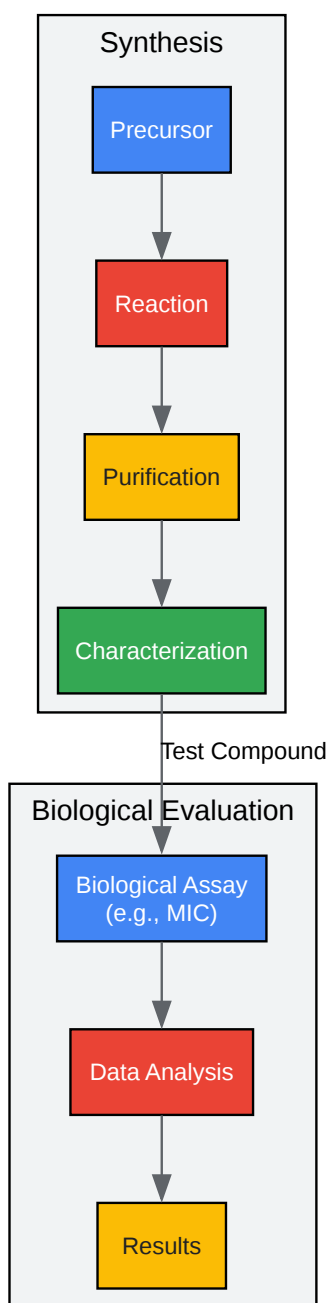 Synthesis
Precursor
Reaction
Purification
Characterization
Test Compound
Biological Evaluation
Biological Assay
(e.g., MIC)
Data Analysis
Results